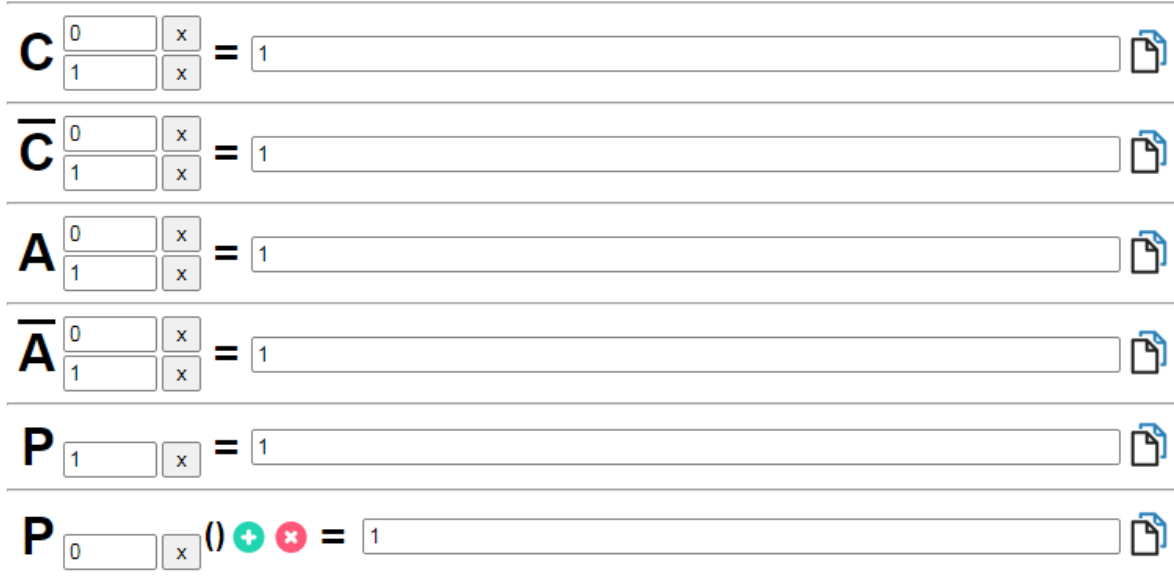 C 0 x
1 x = 1
C̅ 0 x
1 x = 1
A 0 x
1 x = 1
A̅ 0 x
1 x = 1
P 1 x = 1
P 0 x () + x = 1